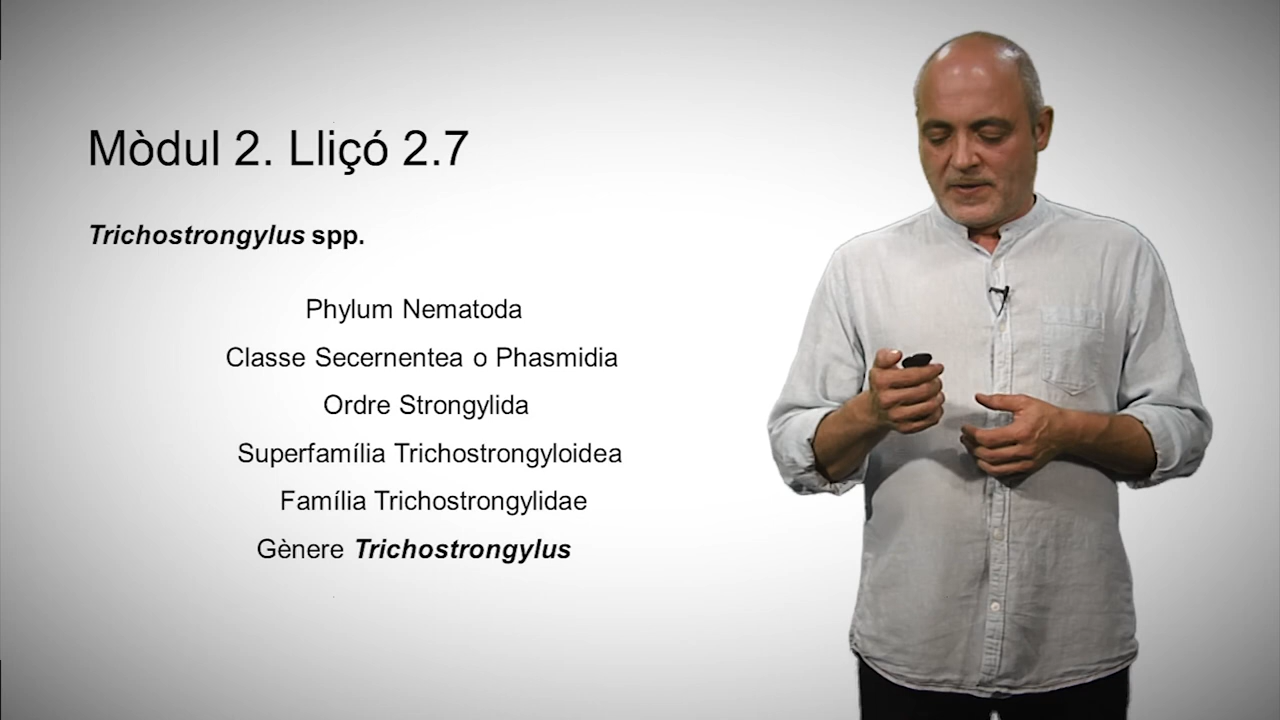 Mòdul 2. Lliçó 2.7
Trichostrongylus spp.
Phylum Nematoda
Classe Secernentea o Phasmidia
Ordre Strongylida
Superfamília Trichostrongyloidea
Família Trichostrongylidae
Gènere Trichostrongylus